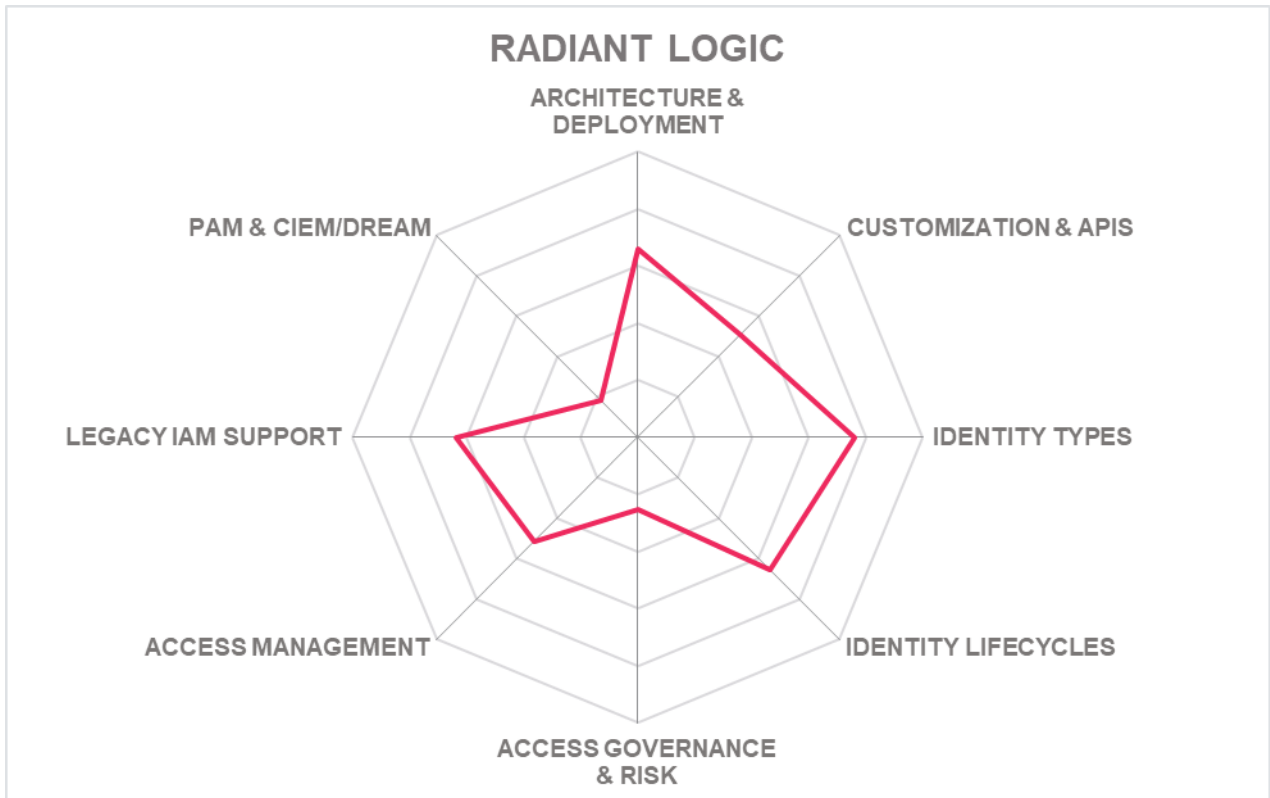 RADIANT LOGIC
ARCHITECTURE &
DEPLOYMENT
PAM & CIEM/DREAM
CUSTOMIZATION & APIS
LEGACY IAM SUPPORT
IDENTITY TYPES
ACCESS MANAGEMENT
IDENTITY LIFECYCLES
ACCESS GOVERNANCE
& RISK